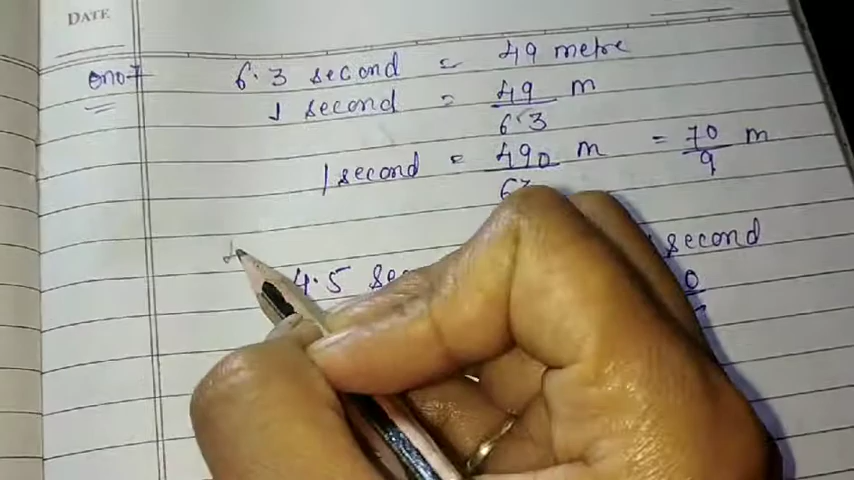 DATE
6.3 second = 49 metre
1 second = 49/6.3 m
1 second = 490/63 m = 70/9 m
second
4.5 sec